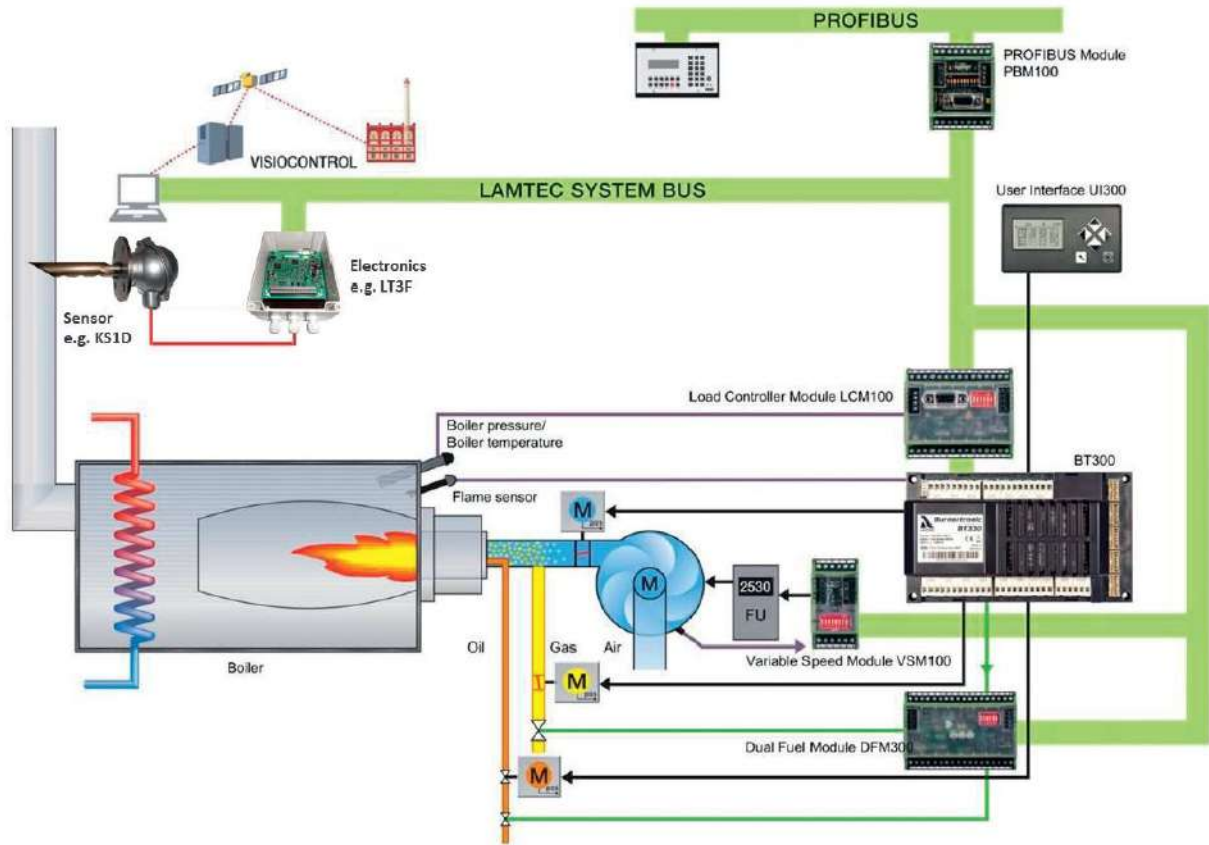 PROFIBUS
PROFIBUS Module
PBM100
VISIOCONTROL
LAMTEC SYSTEM BUS
User Interface UI300
Electronics
e.g. LT3F
Sensor
e.g. KS1D
Load Controller Module LCM100
Boiler pressure/
Boiler temperature
BT300
Flame sensor
M
Burnertronic
BT330
M
2530
FU
Oil
Gas
Air
Variable Speed Module VSM100
Boiler
M
Dual Fuel Module DFM300
M